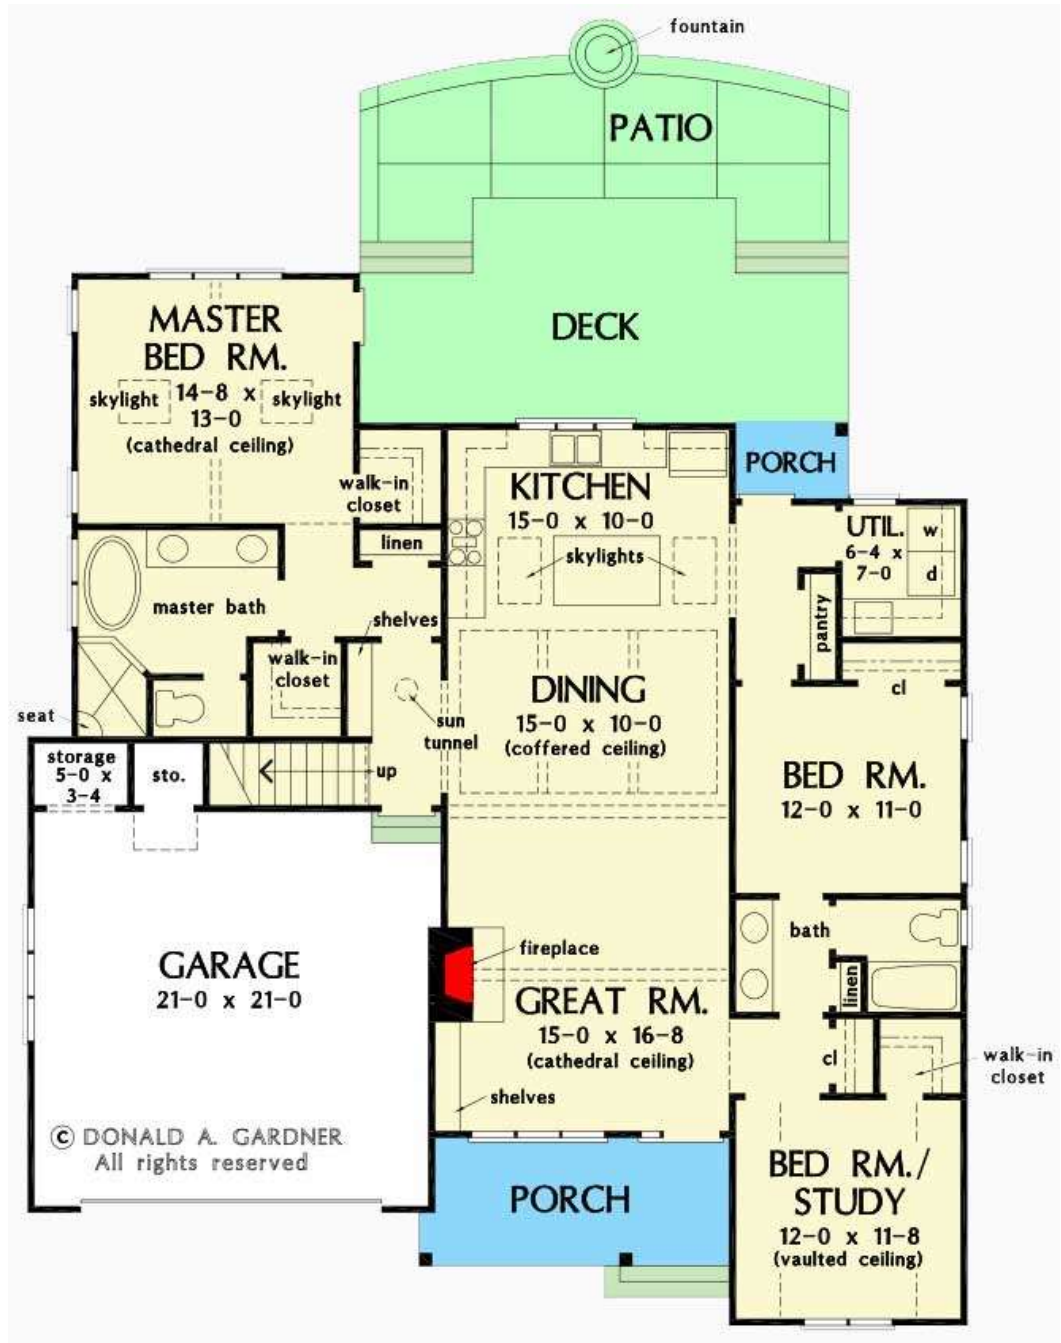 fountain
PATIO
DECK
MASTER
BED RM.
skylight
14-8 x
13-0
skylight
(cathedral ceiling)
walk-in
closet
linen
master bath
shelves
walk-in
closet
seat
sun
tunnel
up
storage
5-0 x
3-4
sto.
KITCHEN
15-0 x 10-0
skylights
PORCH
UTIL.
6-4 x
7-0
w
d
pantry
cl
DINING
15-0 x 10-0
(coffered ceiling)
BED RM.
12-0 x 11-0
bath
linen
GARAGE
21-0 x 21-0
fireplace
GREAT RM.
15-0 x 16-8
(cathedral ceiling)
shelves
cl
walk-in
closet
© DONALD A. GARDNER
All rights reserved
PORCH
BED RM./
STUDY
12-0 x 11-8
(vaulted ceiling)